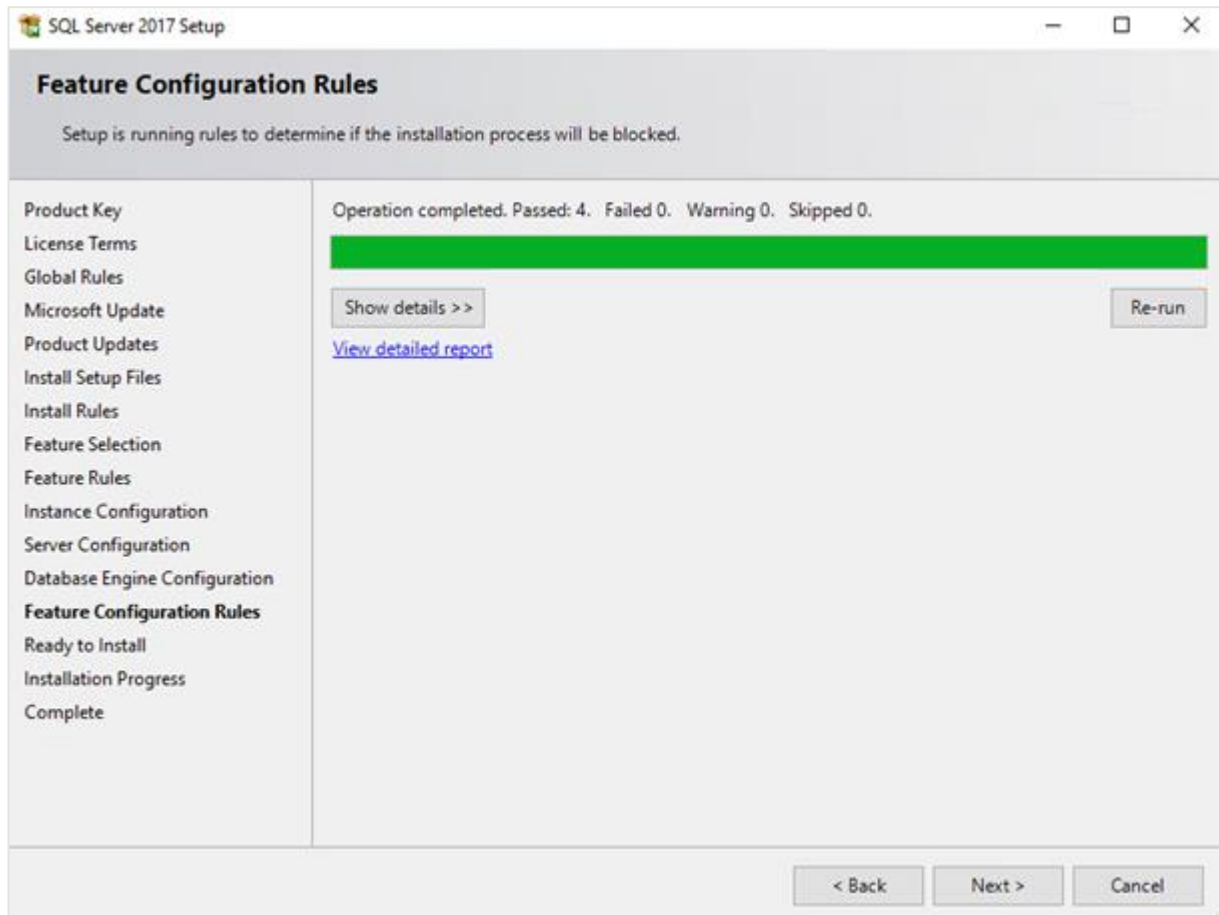 SQL Server 2017 Setup
Feature Configuration Rules
Setup is running rules to determine if the installation process will be blocked.
Product Key
License Terms
Global Rules
Microsoft Update
Product Updates
Install Setup Files
Install Rules
Feature Selection
Feature Rules
Instance Configuration
Server Configuration
Database Engine Configuration
Feature Configuration Rules
Ready to Install
Installation Progress
Complete
Operation completed. Passed: 4. Failed 0. Warning 0. Skipped 0.
Show details >>
Re-run
View detailed report
< Back
Next >
Cancel